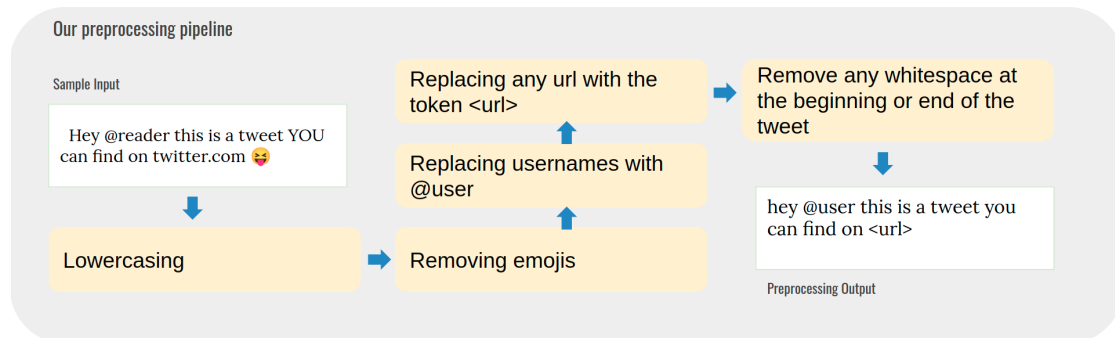 Our preprocessing pipeline
Sample Input
Hey @reader this is a tweet YOU
can find on twitter.com 😝
Lowercasing
Removing emojis
Replacing usernames with
@user
Replacing any url with the
token <url>
Remove any whitespace at
the beginning or end of the
tweet
hey @user this is a tweet you
can find on <url>
Preprocessing Output